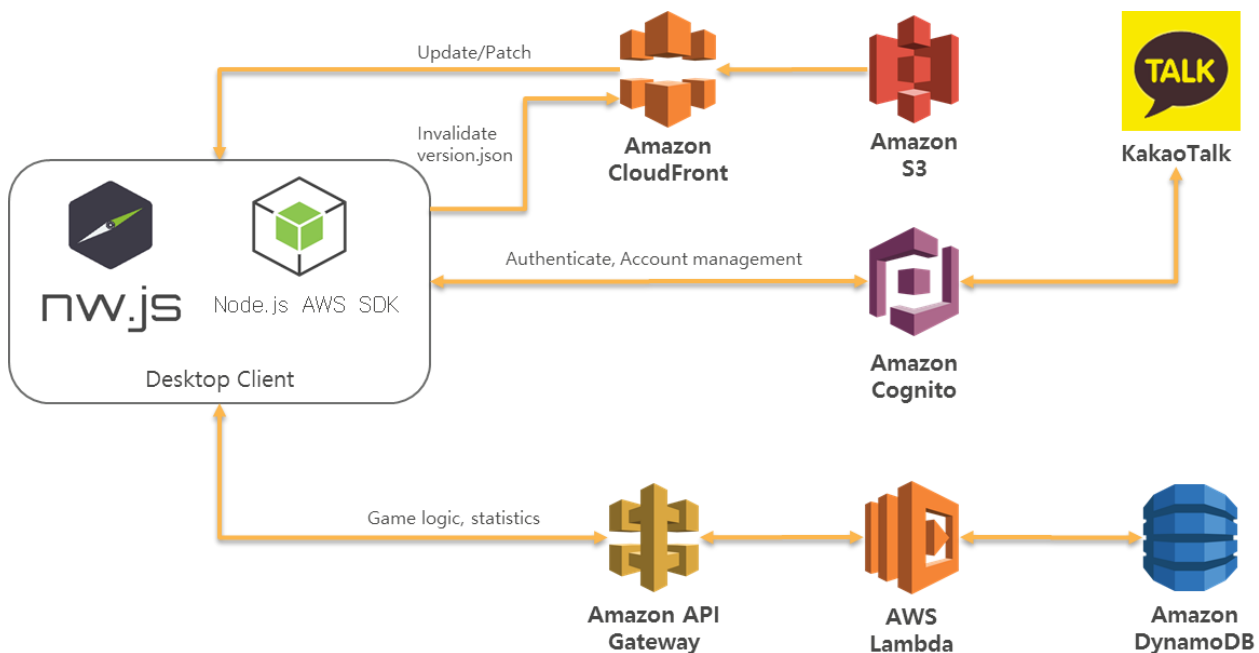 Update/Patch
TALK
Amazon
CloudFront
Amazon
S3
KakaoTalk
Invalidate
version.json
nw.js
Node.js AWS SDK
Desktop Client
Authenticate, Account management
Amazon
Cognito
Game logic, statistics
Amazon API
Gateway
AWS
Lambda
Amazon
DynamoDB